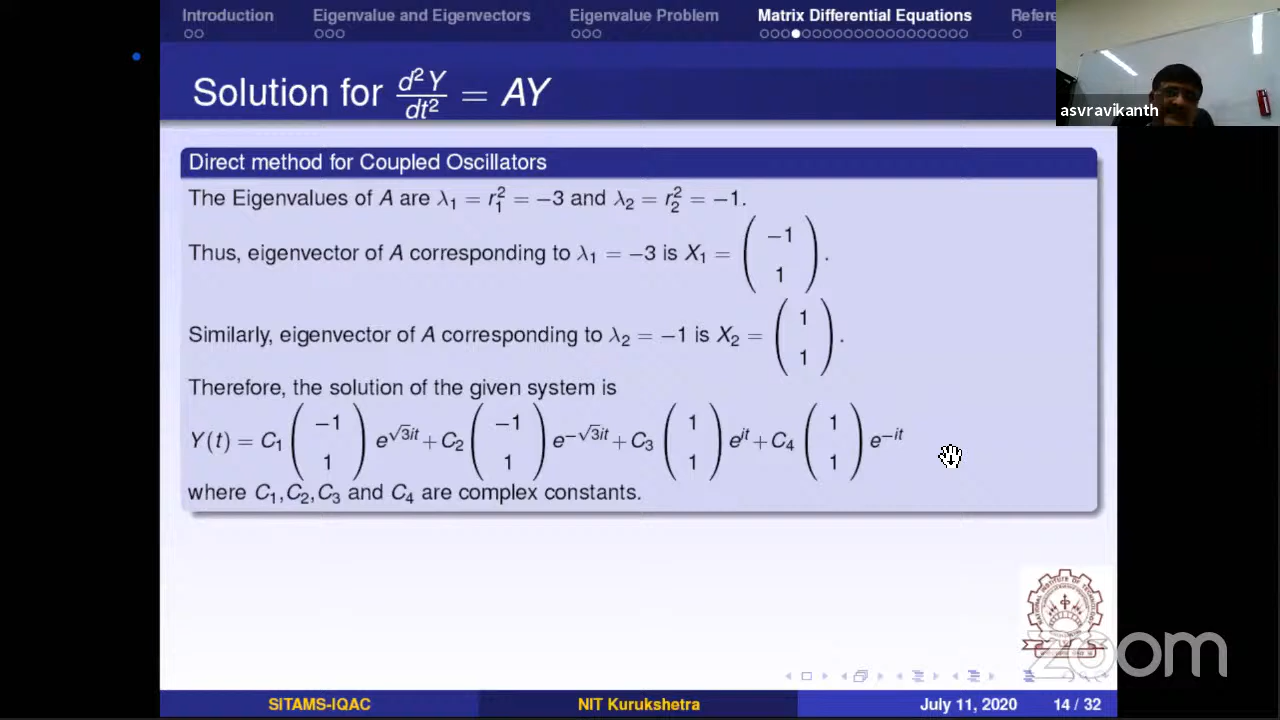 Introduction Eigenvalue and Eigenvectors Eigenvalue Problem Matrix Differential Equations Refere
asvravikanth
Solution for d²Y/dt² = AY
Direct method for Coupled Oscillators
The Eigenvalues of A are λ₁ = r₁² = −3 and λ₂ = r₂² = −1.
Thus, eigenvector of A corresponding to λ₁ = −3 is X₁ = (−1 1).
Similarly, eigenvector of A corresponding to λ₂ = −1 is X₂ = (1 1).
Therefore, the solution of the given system is
Y(t) = C₁ (−1 1) e^{√3it} + C₂ (−1 1) e^{−√3it} + C₃ (1 1) e^{it} + C₄ (1 1) e^{−it}
where C₁, C₂, C₃ and C₄ are complex constants.
zoom
SITAMS-IQAC NIT Kurukshetra July 11, 2020 14 / 32